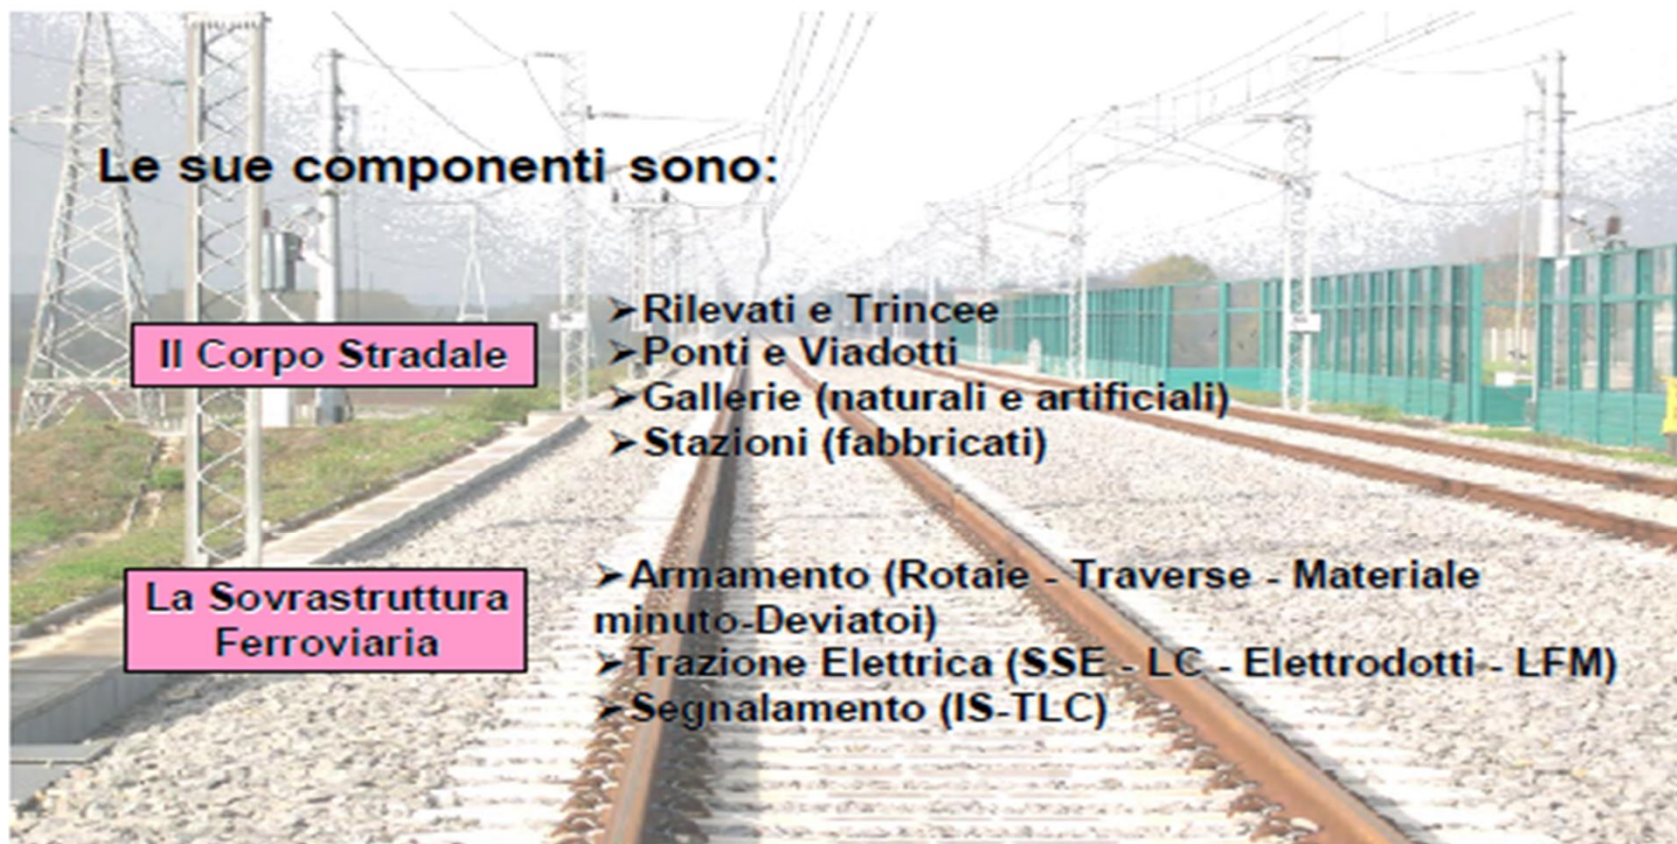 Le sue componenti sono:
Il Corpo Stradale
➢Rilevati e Trincee
➢Ponti e Viadotti
➢Gallerie (naturali e artificiali)
➢Stazioni (fabbricati)
La Sovrastruttura
Ferroviaria
➢Armamento (Rotaie - Traverse - Materiale
minuto-Deviatoi)
➢Trazione Elettrica (SSE - LC - Elettrodotti - LFM)
➢Segnalamento (IS-TLC)